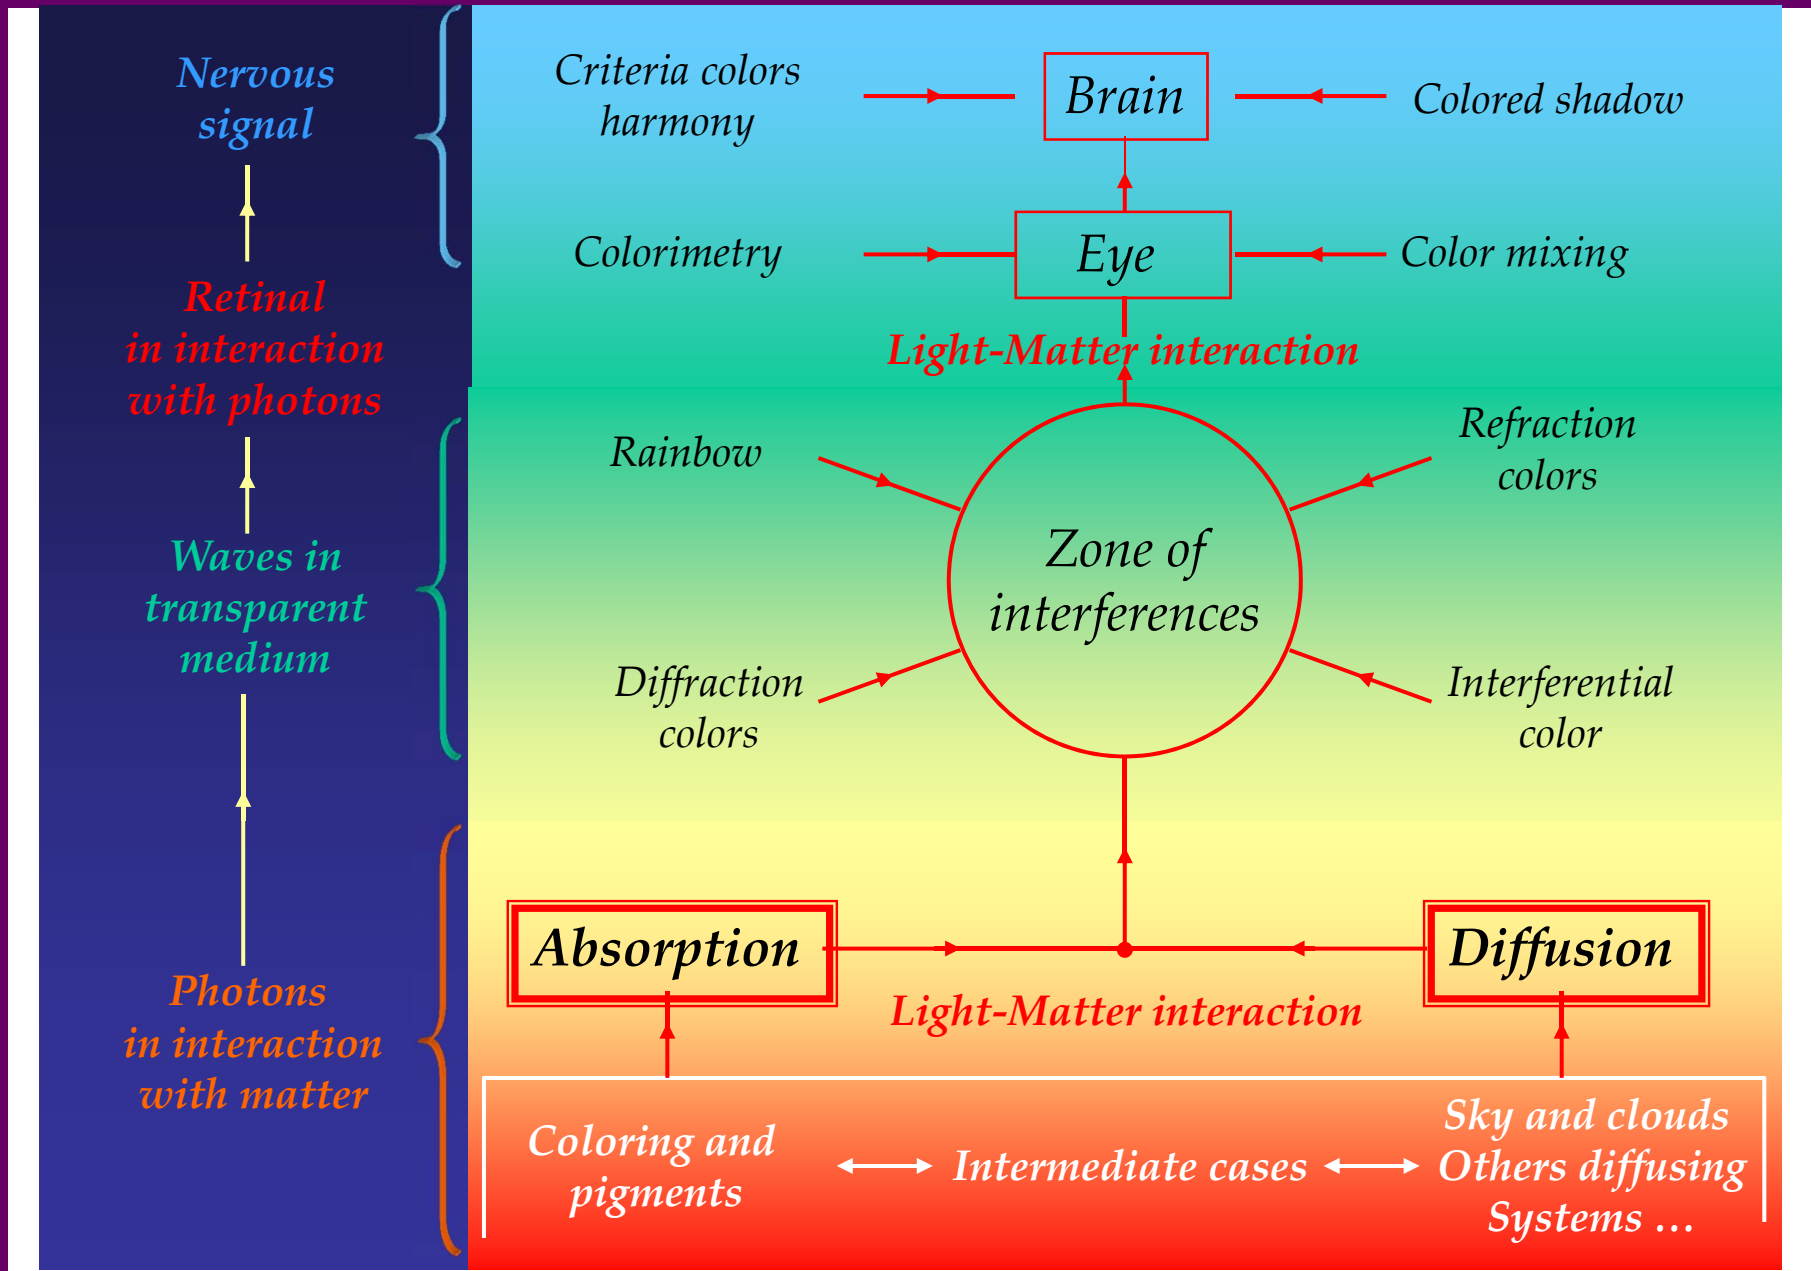 Nervous
signal
Retinal
in interaction
with photons
Waves in
transparent
medium
Photons
in interaction
with matter
Criteria colors
harmony
Brain
Colored shadow
Colorimetry
Eye
Color mixing
Light-Matter interaction
Rainbow
Refraction
colors
Zone of
interferences
Diffraction
colors
Interferential
color
Absorption
Diffusion
Light-Matter interaction
Coloring and
pigments
Intermediate cases
Sky and clouds
Others diffusing
Systems ...